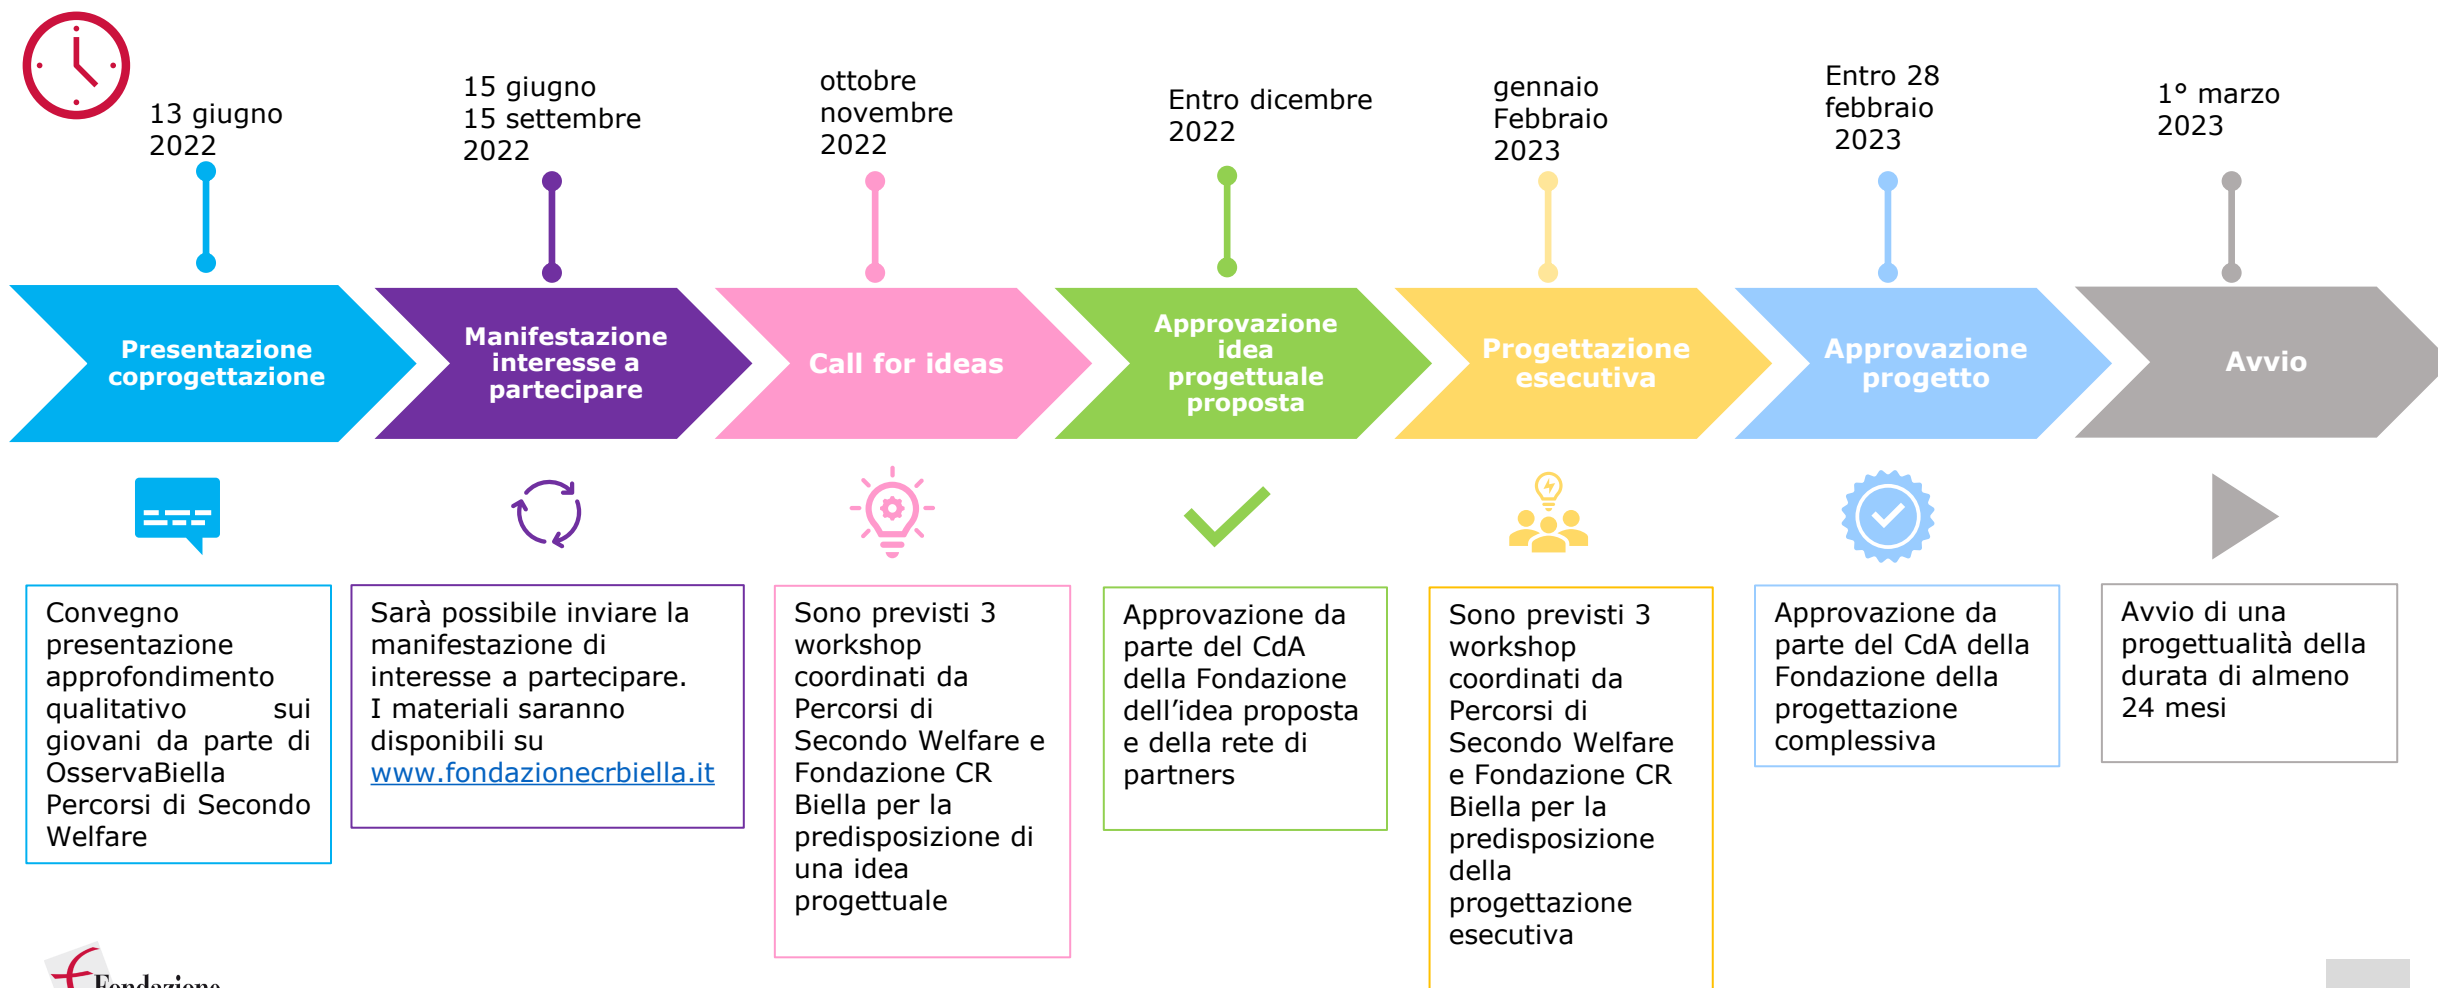 13 giugno
2022
15 giugno
15 settembre
2022
ottobre
novembre
2022
Entro dicembre
2022
gennaio
Febbraio
2023
Entro 28
febbraio
2023
1° marzo
2023
Presentazione
coprogettazione
Manifestazione
interesse a
partecipare
Call for ideas
Approvazione
idea
progettuale
proposta
Progettazione
esecutiva
Approvazione
progetto
Avvio
Convegno
presentazione
approfondimento
qualitativo sui
giovani da parte di
OsservaBiella
Percorsi di Secondo
Welfare
Sarà possibile inviare la
manifestazione di
interesse a partecipare.
I materiali saranno
disponibili su
www.fondazionecrbiella.it
Sono previsti 3
workshop
coordinati da
Percorsi di
Secondo Welfare e
Fondazione CR
Biella per la
predisposizione di
una idea
progettuale
Approvazione da
parte del CdA
della Fondazione
dell’idea proposta
e della rete di
partners
Sono previsti 3
workshop
coordinati da
Percorsi di
Secondo Welfare
e Fondazione CR
Biella per la
predisposizione
della
progettazione
esecutiva
Approvazione da
parte del CdA della
Fondazione della
progettazione
complessiva
Avvio di una
progettualità della
durata di almeno
24 mesi
Fondazione